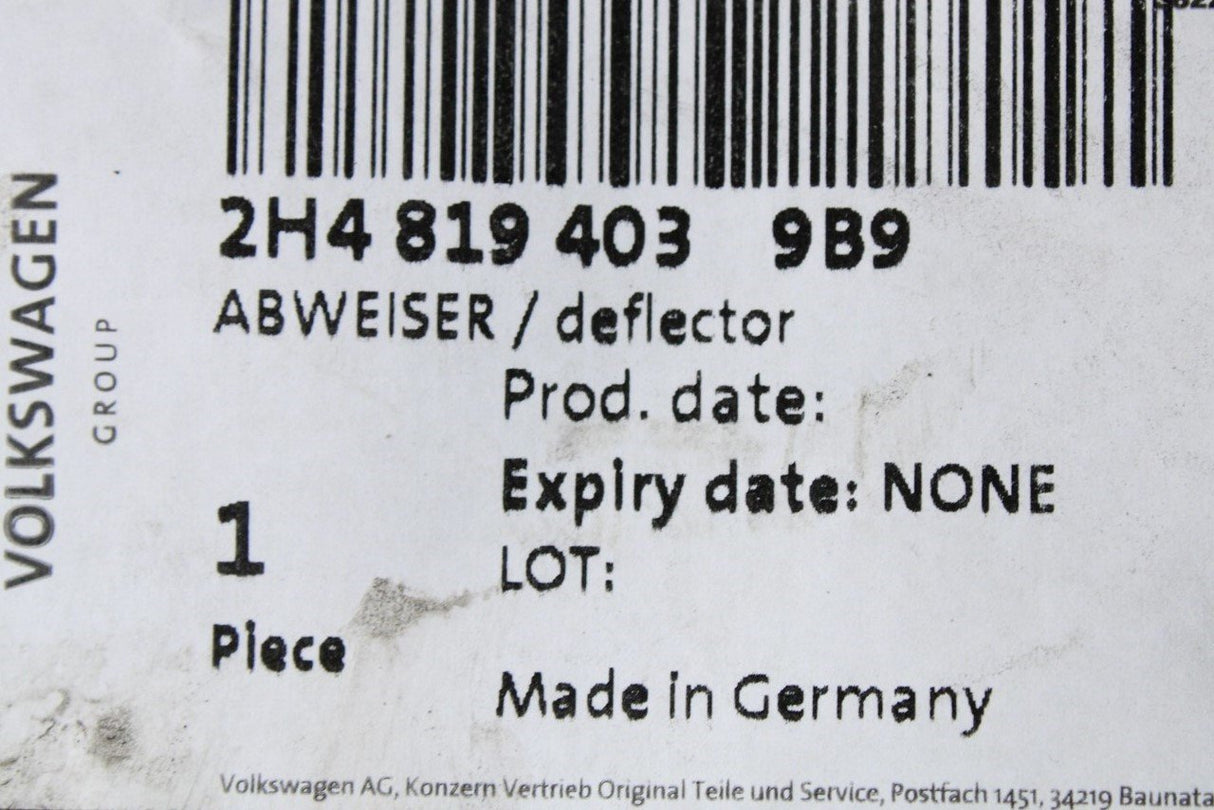 2H4 819 403 9B9
ABWEISER / deflector
Prod. date:
Expiry date: NONE
LOT:
1
Piece
Made in Germany
Volkswagen AG, Konzern Vertrieb Original Teile und Service, Postfach 1451, 34219 Baunata
VOLKSWAGEN
GROUP